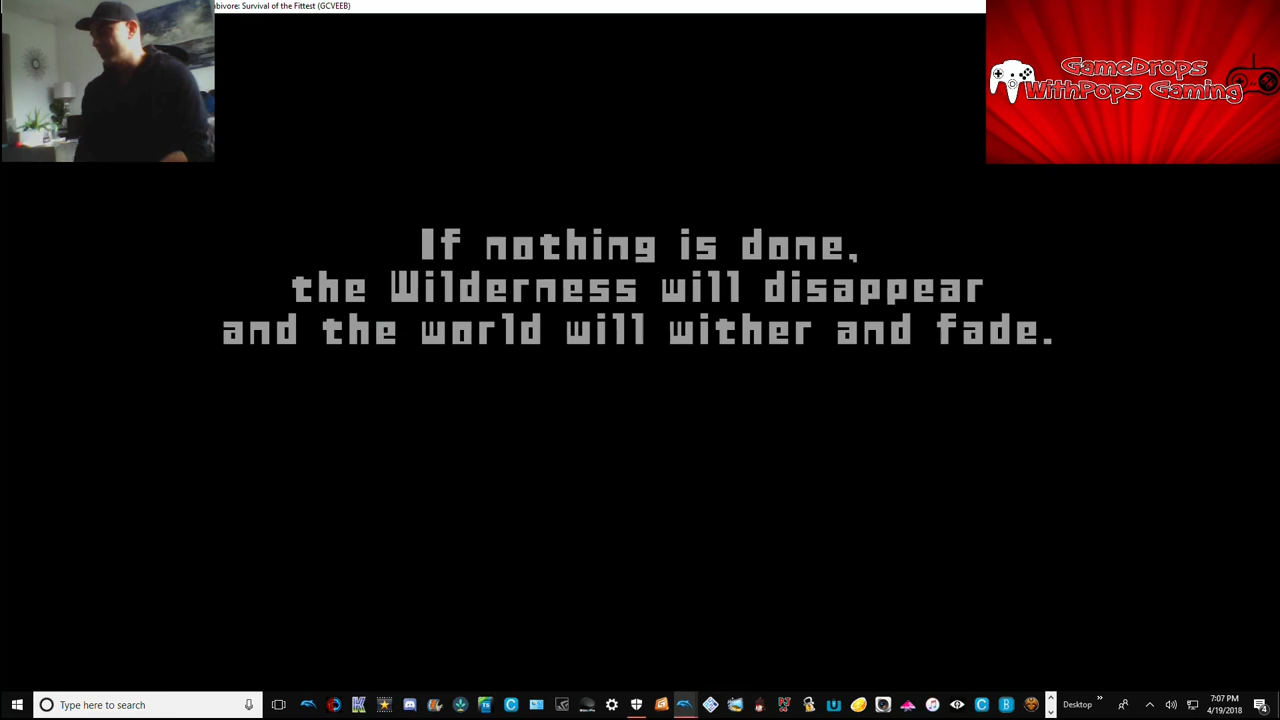 bivore: Survival of the Fittest (GCVEEB)
GameDrops
WithPops Gaming
If nothing is done,
the Wilderness will disappear
and the world will wither and fade.
Type here to search
Desktop
7:07 PM
4/19/2018